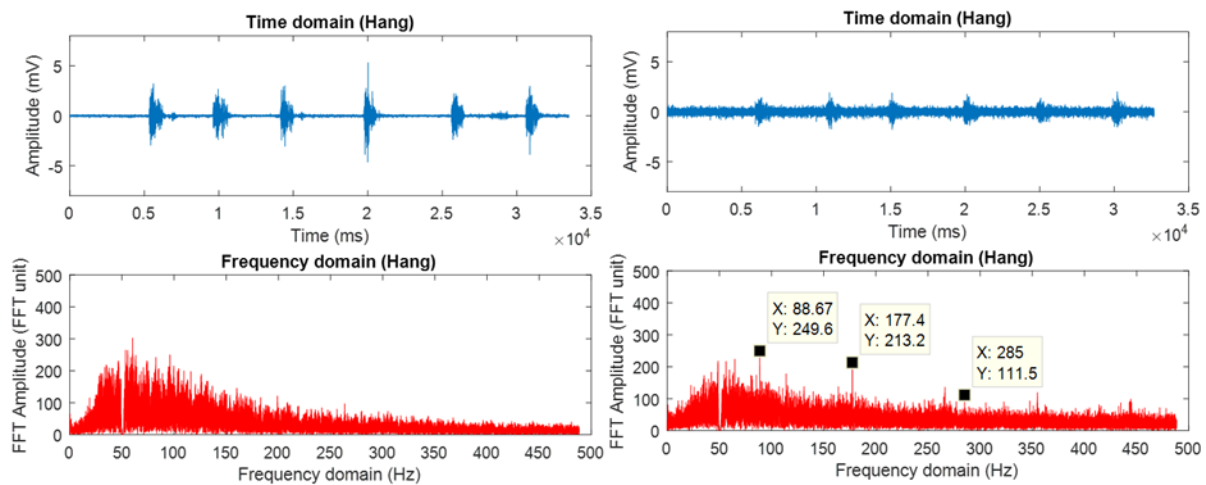 Time domain (Hang)
Amplitude (mV)
5
0
-5
0 0.5 1 1.5 2 2.5 3 3.5
Time (ms)
×10⁴
Frequency domain (Hang)
FFT Amplitude (FFT unit)
500
400
300
200
100
0
0 50 100 150 200 250 300 350 400 450 500
Frequency domain (Hz)
Time domain (Hang)
Amplitude (mV)
5
0
-5
0 0.5 1 1.5 2 2.5 3 3.5
Time (ms)
×10⁴
Frequency domain (Hang)
FFT Amplitude (FFT unit)
500
400
300
200
100
0
X: 88.67
Y: 249.6
X: 177.4
Y: 213.2
X: 285
Y: 111.5
0 50 100 150 200 250 300 350 400 450 500
Frequency domain (Hz)